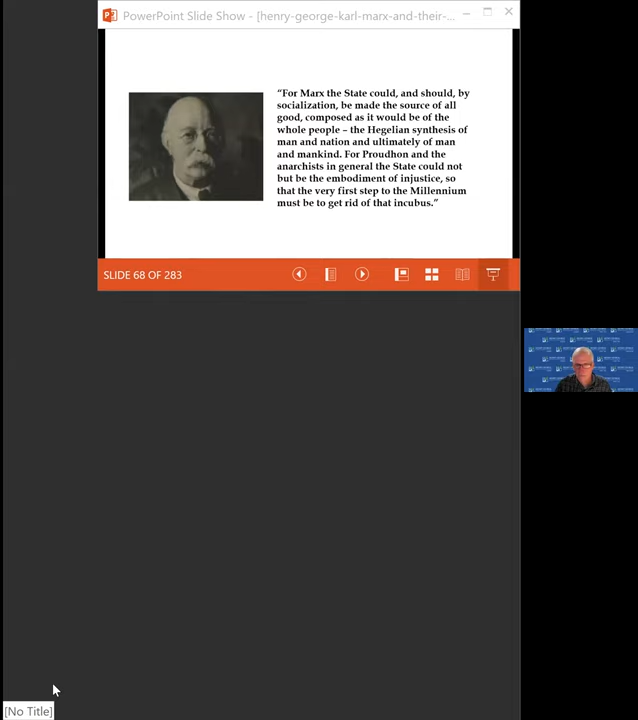 PowerPoint Slide Show - [henry-george-karl-marx-and-their-...
“For Marx the State could, and should, by
socialization, be made the source of all
good, composed as it would be of the
whole people – the Hegelian synthesis of
man and nation and ultimately of man
and mankind. For Proudhon and the
anarchists in general the State could not
but be the embodiment of injustice, so
that the very first step to the Millennium
must be to get rid of that incubus.”
SLIDE 68 OF 283
[No Title]